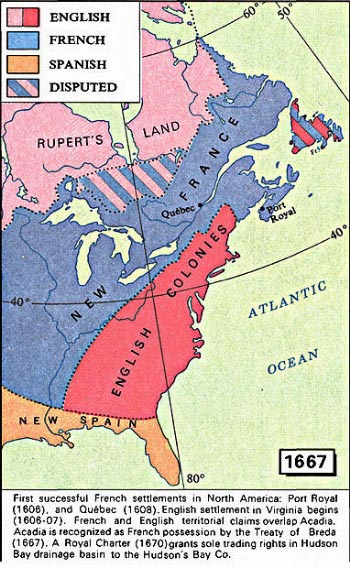 ENGLISH
FRENCH
SPANISH
DISPUTED
60°
50°
RUPERT'S LAND
NEW FRANCE
Québec
Port
Royal
40°
40°
ENGLISH COLONIES
ATLANTIC
OCEAN
NEW SPAIN
80°
1667
First successful French settlements in North America: Port Royal
(1606), and Québec (1608). English settlement in Virginia begins
(1606-07). French and English territorial claims overlap Acadia.
Acadia is recognized as French possession by the Treaty of Breda
(1667). A Royal Charter (1670) grants sole trading rights in Hudson
Bay drainage basin to the Hudson's Bay Co.